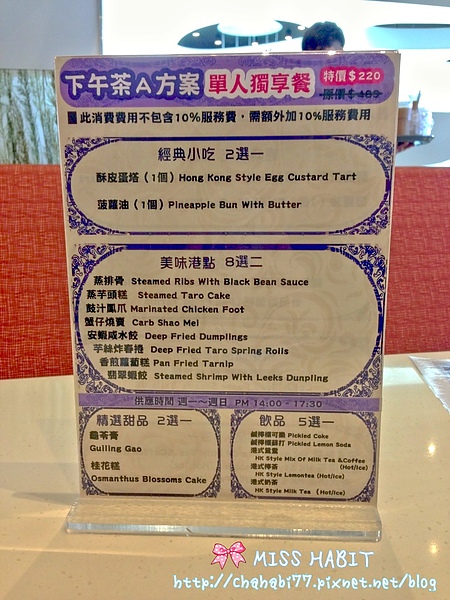 下午茶A方案 單人獨享餐 特價$220
原價$403
此消費費用不包含10%服務費，需額外加10%服務費用
經典小吃 2選一
酥皮蛋塔（1個）Hong Kong Style Egg Custard Tart
菠蘿油（1個）Pineapple Bun With Butter
美味港點 8選二
蒸排骨 Steamed Ribs With Black Bean Sauce
蒸芋頭糕 Steamed Taro Cake
豉汁鳳爪 Marinated Chicken Foot
蟹仔燒賣 Carb Shao Mei
安蝦咸水餃 Deep Fried Dumplings
芋絲炸春捲 Deep Fried Taro Spring Rolls
香煎蘿蔔糕 Pan Fried Tarnip
翡翠蝦餃 Steamed Shrimp With Leeks Dunpling
供應時間 週一~週日 PM 14:00 - 17:30
精選甜品 2選一
龜苓膏
Guiling Gao
桂花糕
Osmanthus Blossoms Cake
飲品 5選一
鹹檸檬可樂 Pickled Coke
鹹檸檬蘇打 Pickled Lemon Soda
港式鴛鴦
HK Style Mix Of Milk Tea &Coffee
港式檸茶 (Hot/Ice)
HK Style Lemontea (Hot/Ice)
港式奶茶
HK Style Milk Tea (Hot/Ice)
MISS HABIT
http://chahabi77.pixnet.net/blog